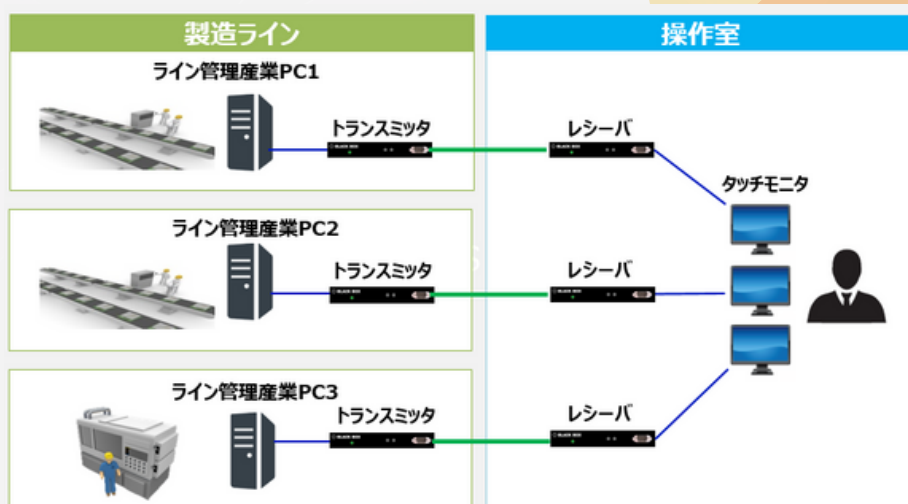 製造ライン
操作室
ライン管理産業PC1
トランスミッタ
レシーバ
タッチモニタ
ライン管理産業PC2
トランスミッタ
レシーバ
ライン管理産業PC3
トランスミッタ
レシーバ